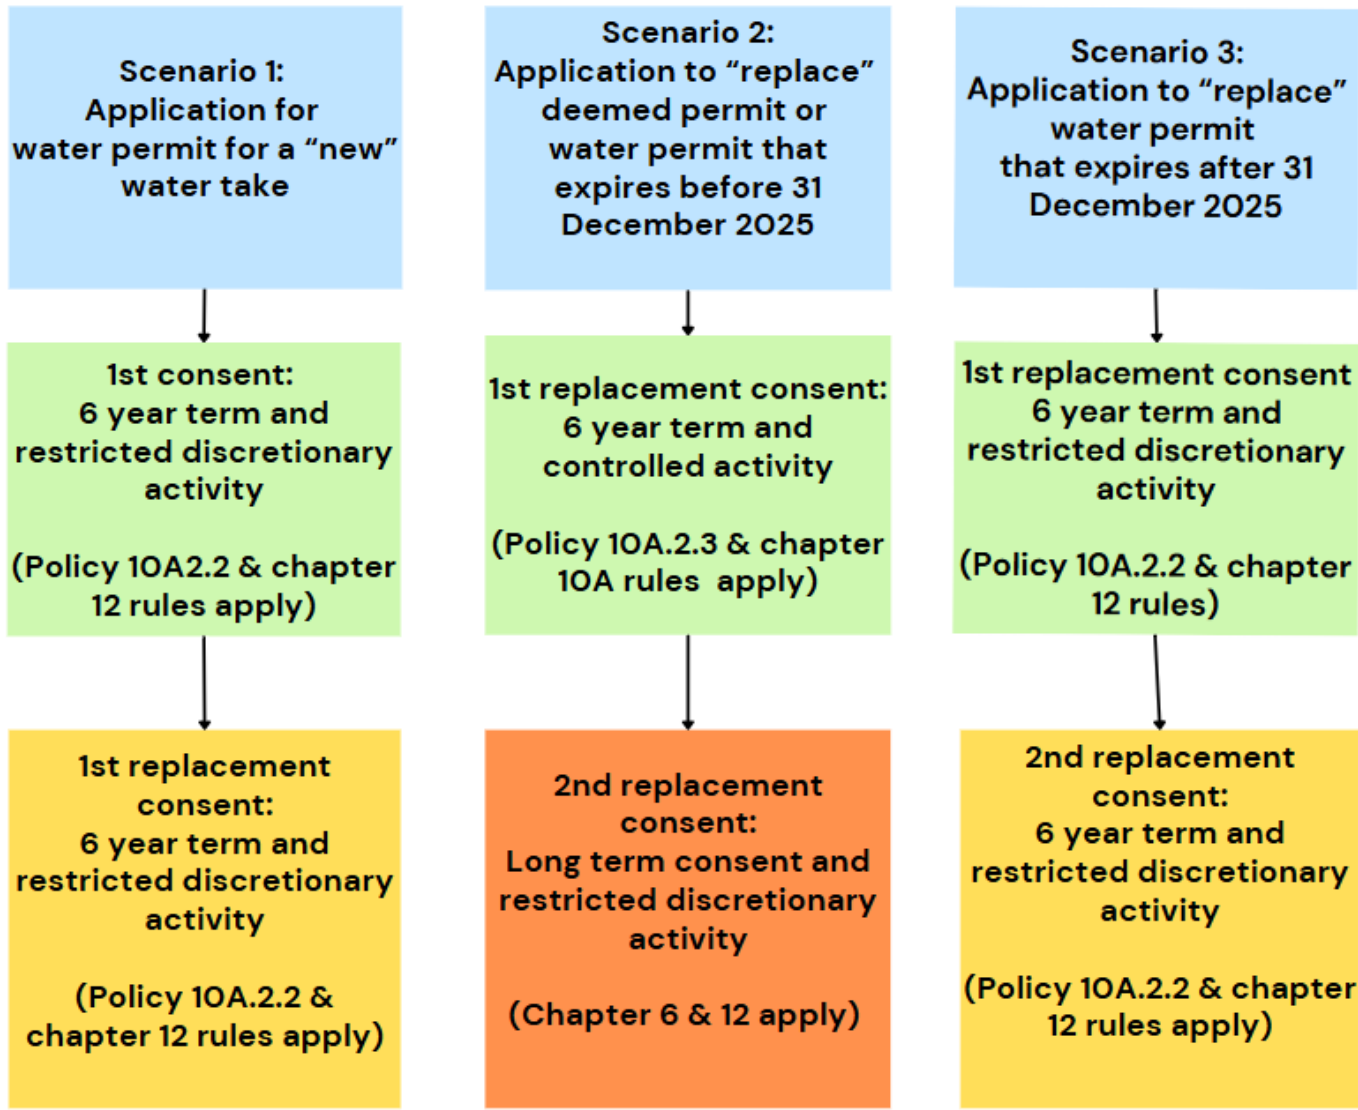 Scenario 1:
Application for
water permit for a “new”
water take
Scenario 2:
Application to “replace”
deemed permit or
water permit that
expires before 31
December 2025
Scenario 3:
Application to “replace”
water permit
that expires after 31
December 2025
1st consent:
6 year term and
restricted discretionary
activity
(Policy 10A2.2 & chapter
12 rules apply)
1st replacement consent:
6 year term and
controlled activity
(Policy 10A.2.3 & chapter
10A rules apply)
1st replacement consent
6 year term and
restricted discretionary
activity
(Policy 10A.2.2 & chapter
12 rules)
1st replacement
consent:
6 year term and
restricted discretionary
activity
(Policy 10A.2.2 &
chapter 12 rules apply)
2nd replacement
consent:
Long term consent and
restricted discretionary
activity
(Chapter 6 & 12 apply)
2nd replacement
consent:
6 year term and
restricted discretionary
activity
(Policy 10A.2.2 & chapter
12 rules apply)